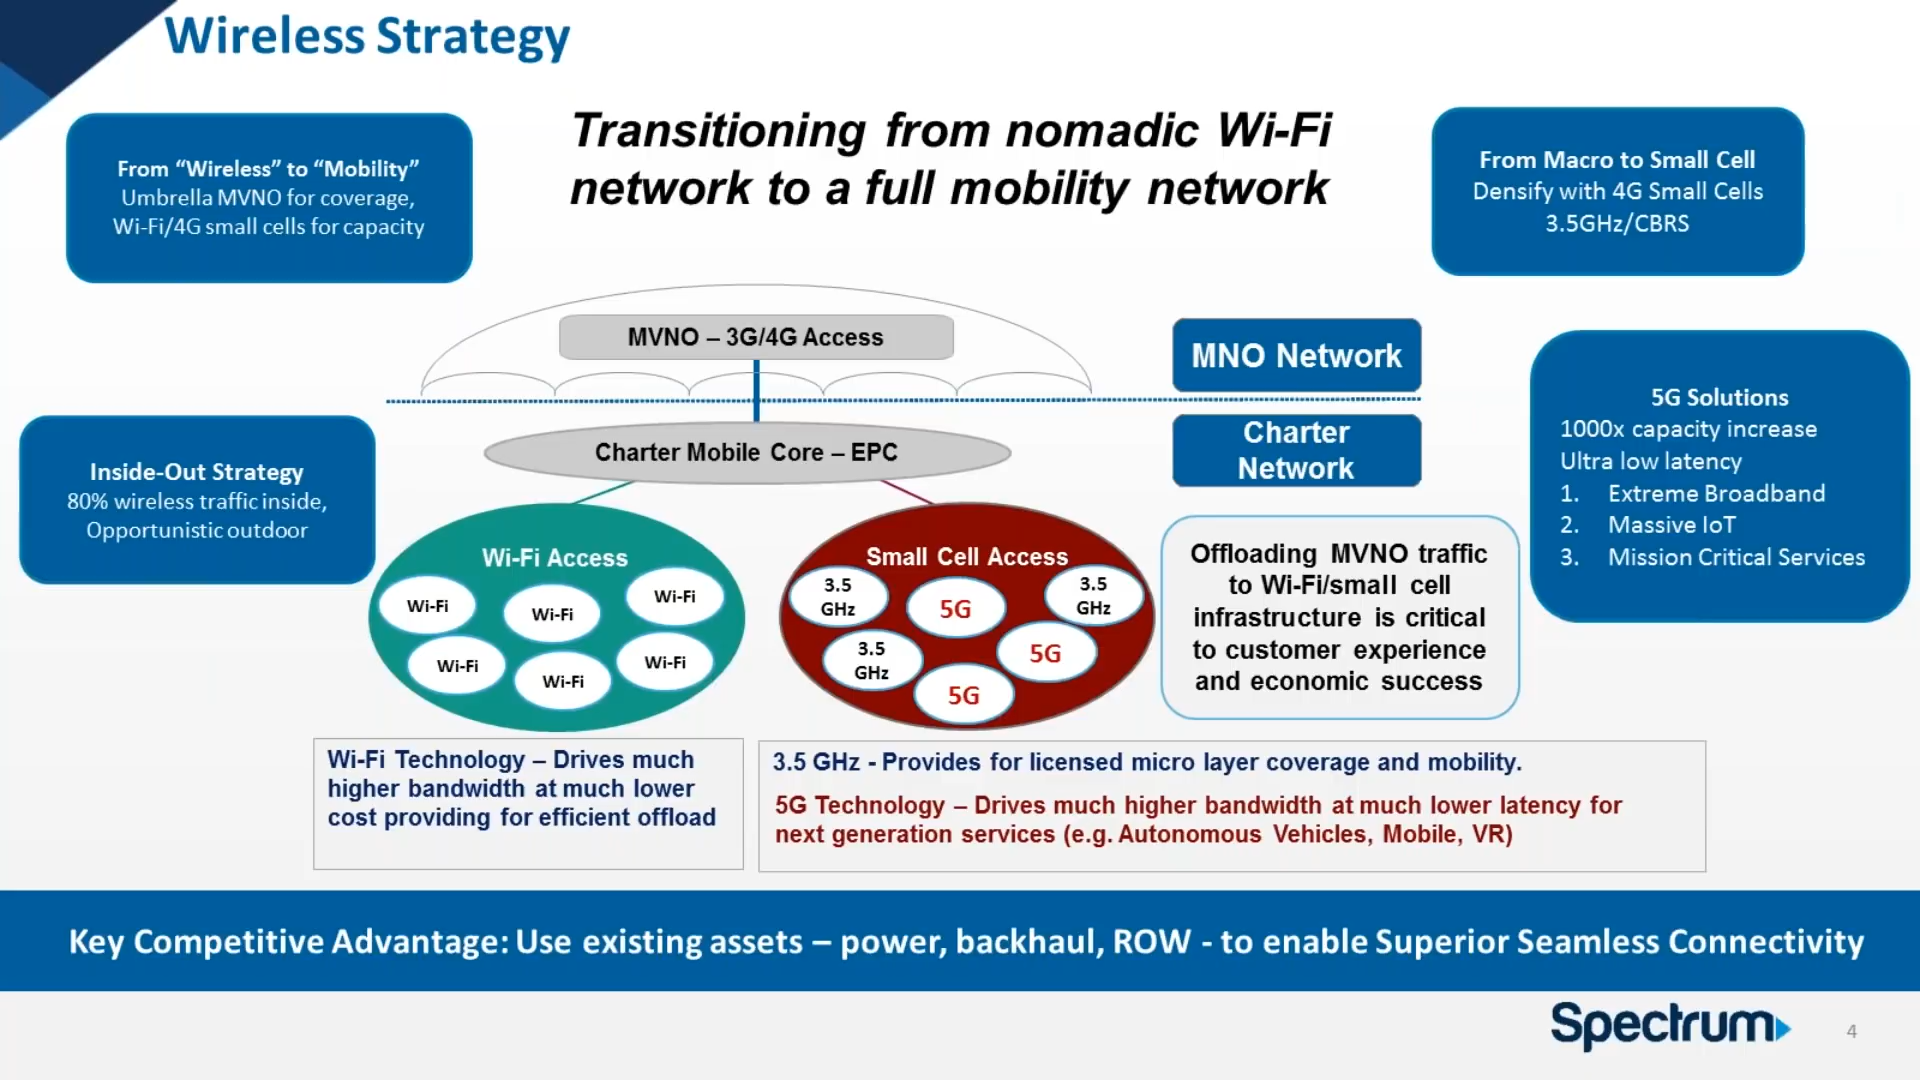 Wireless Strategy
Transitioning from nomadic Wi-Fi
network to a full mobility network
From “Wireless” to “Mobility”
Umbrella MVNO for coverage,
Wi-Fi/4G small cells for capacity
From Macro to Small Cell
Densify with 4G Small Cells
3.5GHz/CBRS
MVNO – 3G/4G Access
MNO Network
Charter Mobile Core – EPC
Charter
Network
Inside-Out Strategy
80% wireless traffic inside,
Opportunistic outdoor
5G Solutions
1000x capacity increase
Ultra low latency
1. Extreme Broadband
2. Massive IoT
3. Mission Critical Services
Wi-Fi Access
Wi-Fi
Wi-Fi
Wi-Fi
Wi-Fi
Wi-Fi
Wi-Fi
Small Cell Access
3.5
GHz
5G
3.5
GHz
3.5
GHz
5G
5G
Offloading MVNO traffic
to Wi-Fi/small cell
infrastructure is critical
to customer experience
and economic success
Wi-Fi Technology – Drives much
higher bandwidth at much lower
cost providing for efficient offload
3.5 GHz - Provides for licensed micro layer coverage and mobility.
5G Technology – Drives much higher bandwidth at much lower latency for
next generation services (e.g. Autonomous Vehicles, Mobile, VR)
Key Competitive Advantage: Use existing assets – power, backhaul, ROW - to enable Superior Seamless Connectivity
Spectrum
4